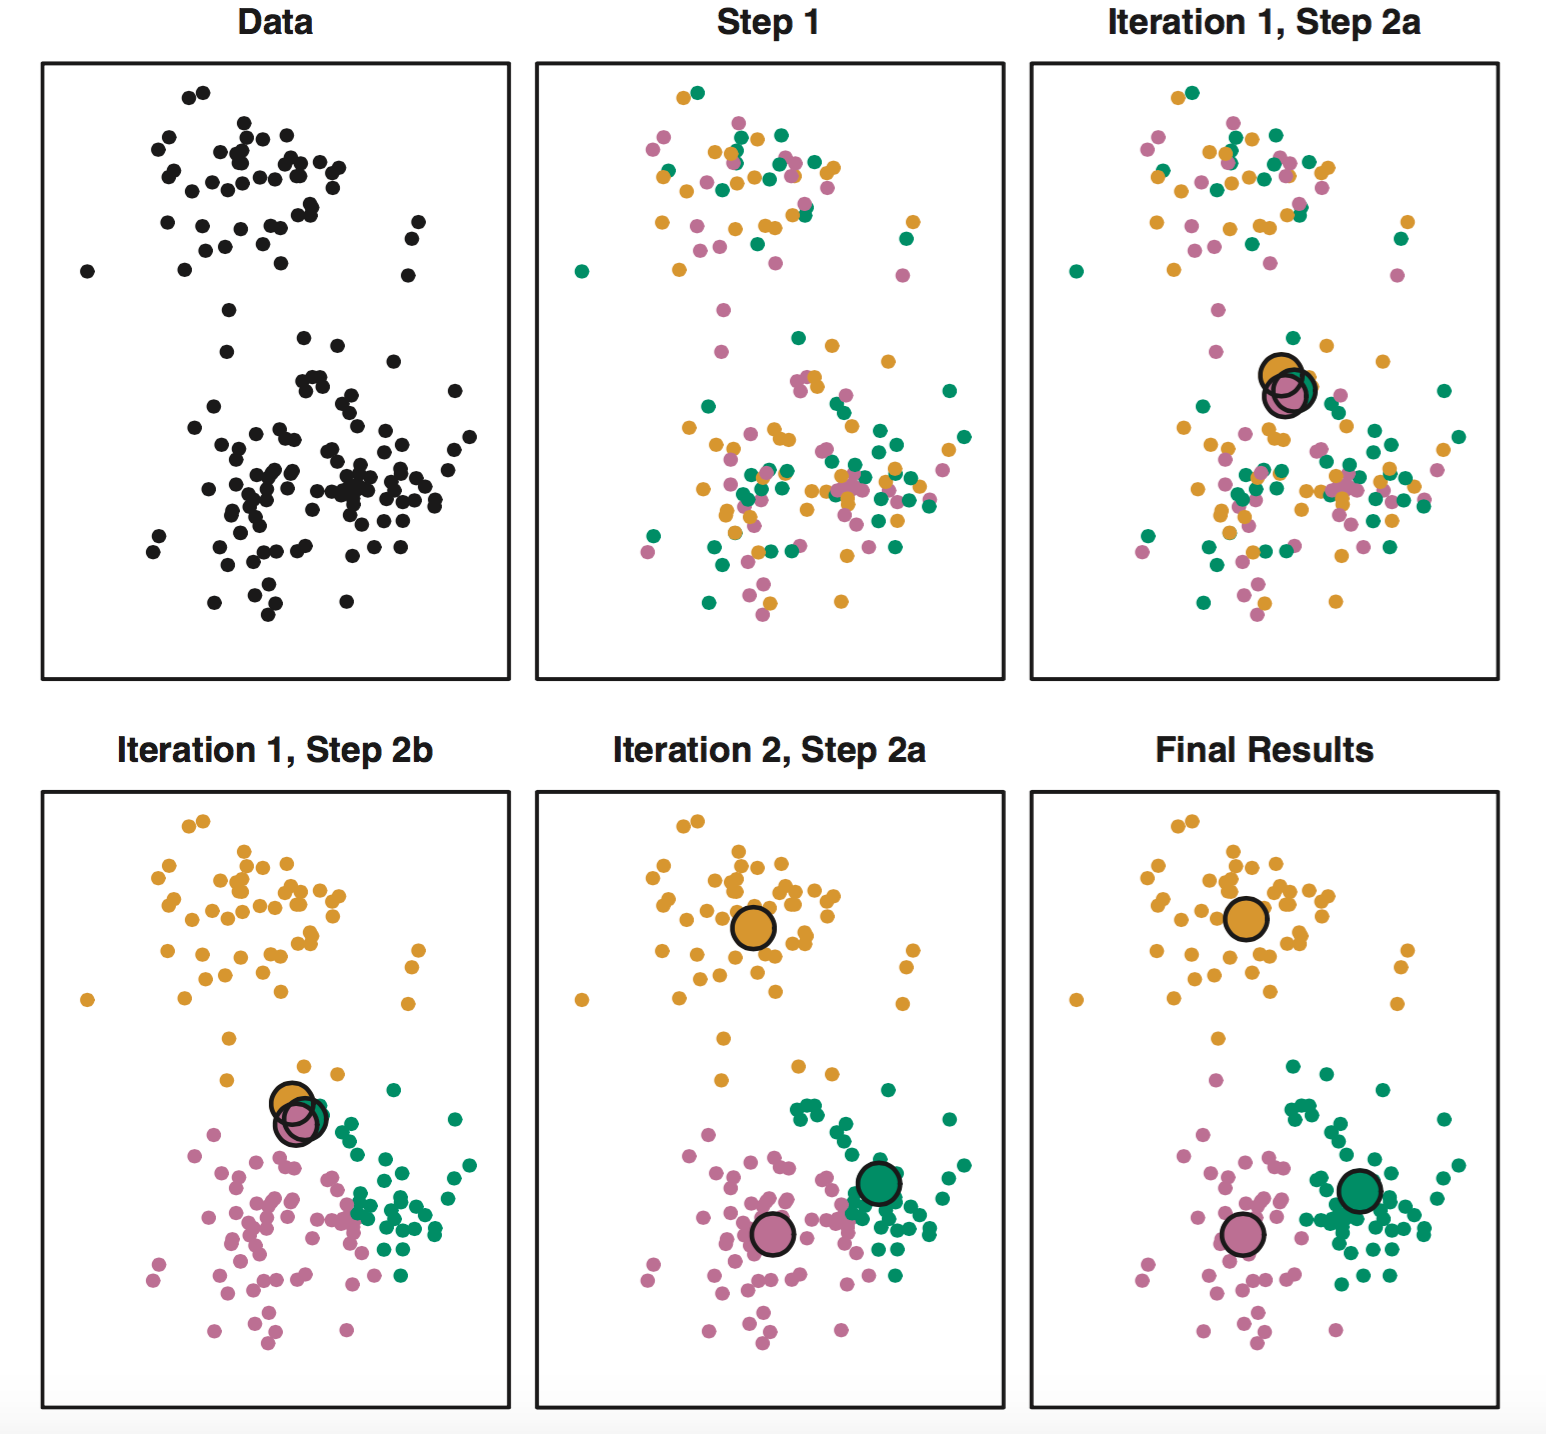 Data
Step 1
Iteration 1, Step 2a
Iteration 1, Step 2b
Iteration 2, Step 2a
Final Results